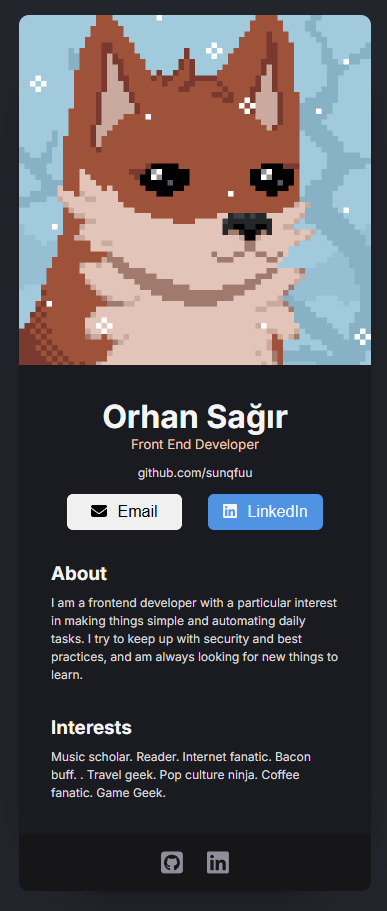 Orhan Sağır
Front End Developer
github.com/sunqfuu
Email
LinkedIn
About
I am a frontend developer with a particular interest
in making things simple and automating daily
tasks. I try to keep up with security and best
practices, and am always looking for new things to
learn.
Interests
Music scholar. Reader. Internet fanatic. Bacon
buff. . Travel geek. Pop culture ninja. Coffee
fanatic. Game Geek.